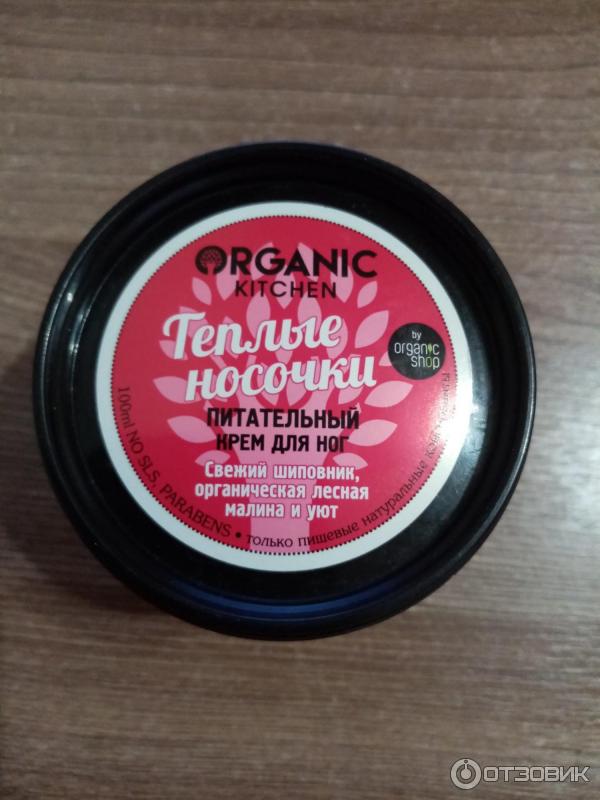 ORGANIC
KITCHEN
Теплые
носочки
by
organic
shop
ПИТАТЕЛЬНЫЙ
КРЕМ ДЛЯ НОГ
Свежий шиповник,
органическая лесная
малина и уют
100ml NO SLS, PARABENS • только пищевые натуральные консерванты
ОТЗОВИК